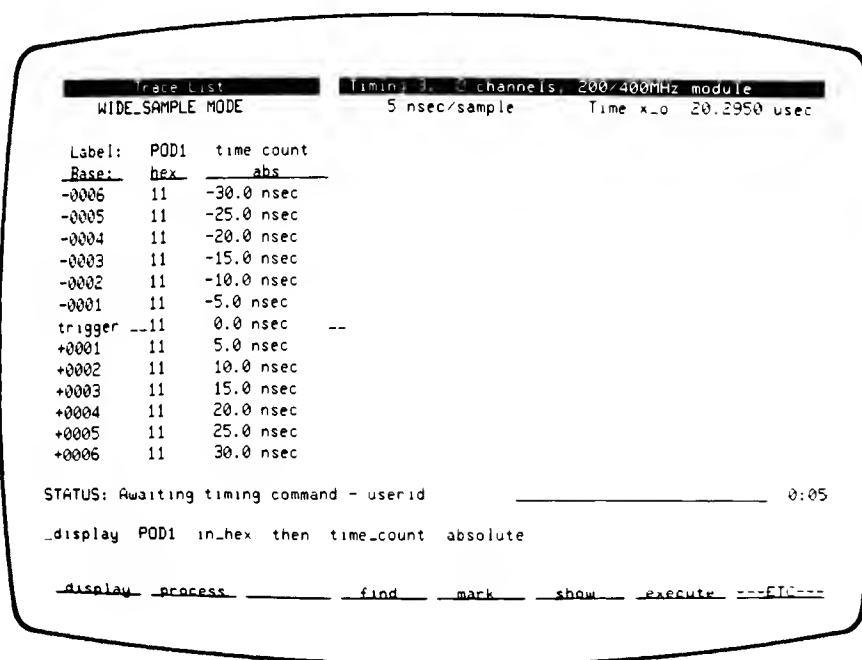 Trace List Timing channels, 200/400MHz module
WIDE_SAMPLE MODE 5 nsec/sample Time x_o 20.2950 usec
Label: POD1 time count
Base: hex abs
-0006 11 -30.0 nsec
-0005 11 -25.0 nsec
-0004 11 -20.0 nsec
-0003 11 -15.0 nsec
-0002 11 -10.0 nsec
-0001 11 -5.0 nsec
trigger __11 0.0 nsec __
+0001 11 5.0 nsec
+0002 11 10.0 nsec
+0003 11 15.0 nsec
+0004 11 20.0 nsec
+0005 11 25.0 nsec
+0006 11 30.0 nsec
STATUS: Awaiting timing command - userid 0:05
_display POD1 in_hex then time_count absolute
display process find mark show execute ---ETC---